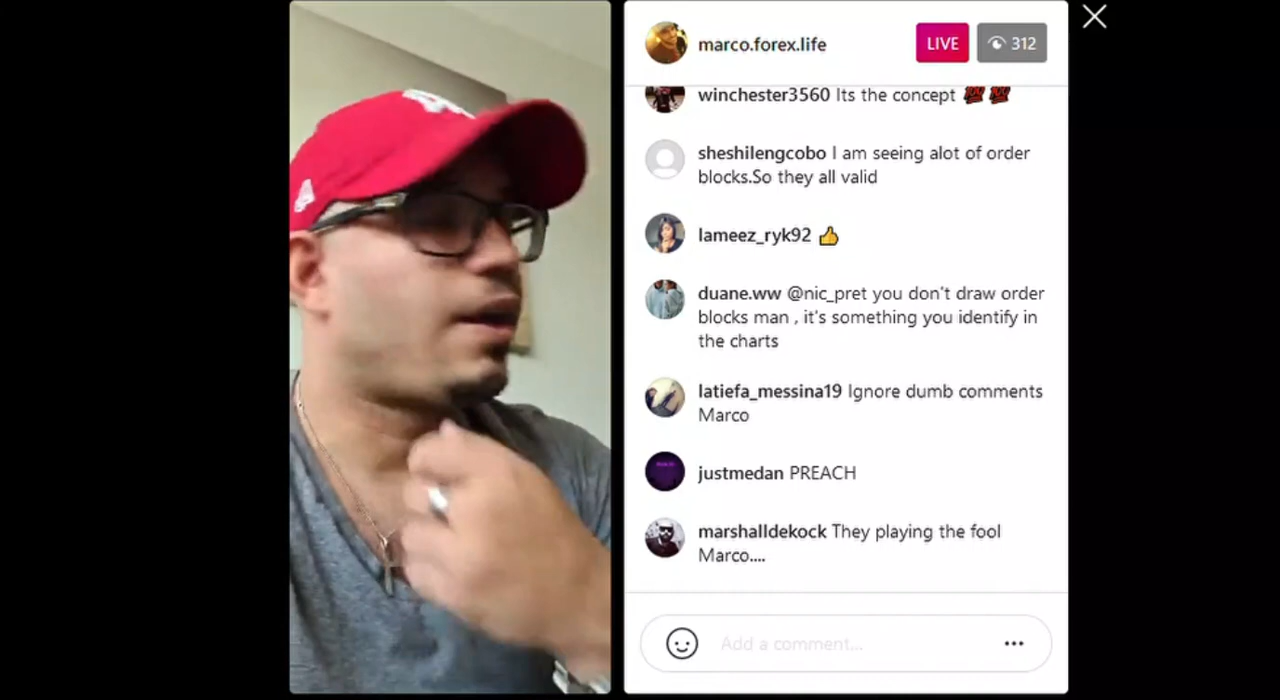 marco.forex.life
LIVE
312
winchester3560 Its the concept 💯 💯
sheshilengcobo I am seeing alot of order
blocks.So they all valid
lameez_ryk92 👍
duane.ww @nic_pret you don't draw order
blocks man , it's something you identify in
the charts
latiefa_messina19 Ignore dumb comments
Marco
justmedan PREACH
marshalldekock They playing the fool
Marco....
Add a comment...